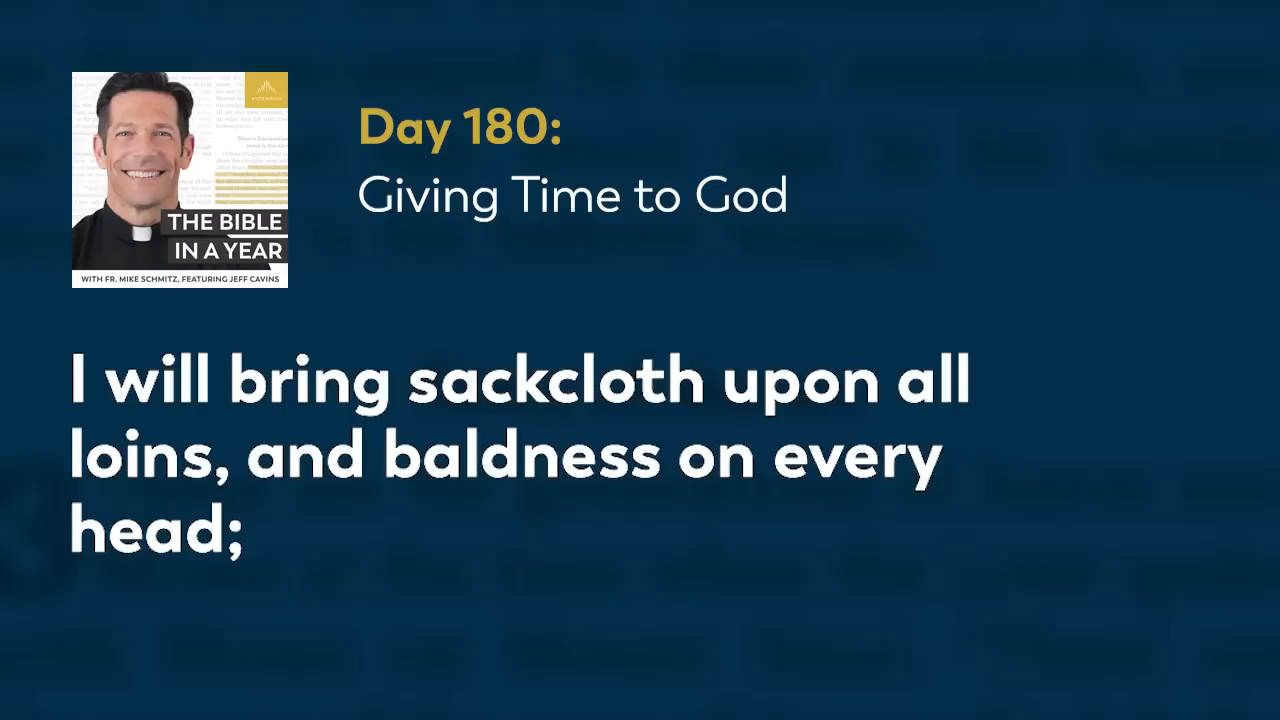 Day 180:
Giving Time to God
THE BIBLE
IN A YEAR
WITH FR. MIKE SCHMITZ, FEATURING JEFF CAVINS
I will bring sackcloth upon all
loins, and baldness on every
head;